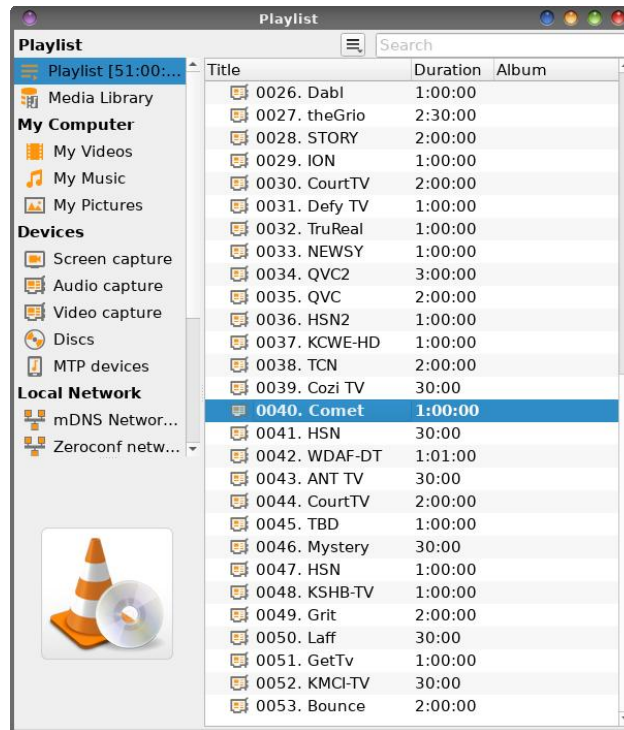 Playlist
Playlist
Search
Playlist [51:00:...
Media Library
My Computer
My Videos
My Music
My Pictures
Devices
Screen capture
Audio capture
Video capture
Discs
MTP devices
Local Network
mDNS Networ...
Zeroconf netw...
Title Duration Album
0026. Dabl 1:00:00
0027. theGrio 2:30:00
0028. STORY 2:00:00
0029. ION 1:00:00
0030. CourtTV 2:00:00
0031. Defy TV 1:00:00
0032. TruReal 1:00:00
0033. NEWSY 1:00:00
0034. QVC2 3:00:00
0035. QVC 2:00:00
0036. HSN2 1:00:00
0037. KCWE-HD 1:00:00
0038. TCN 2:00:00
0039. Cozi TV 30:00
0040. Comet 1:00:00
0041. HSN 30:00
0042. WDAF-DT 1:01:00
0043. ANT TV 30:00
0044. CourtTV 2:00:00
0045. TBD 1:00:00
0046. Mystery 30:00
0047. HSN 1:00:00
0048. KSHB-TV 1:00:00
0049. Grit 2:00:00
0050. Laff 30:00
0051. GetTv 1:00:00
0052. KMCI-TV 30:00
0053. Bounce 2:00:00